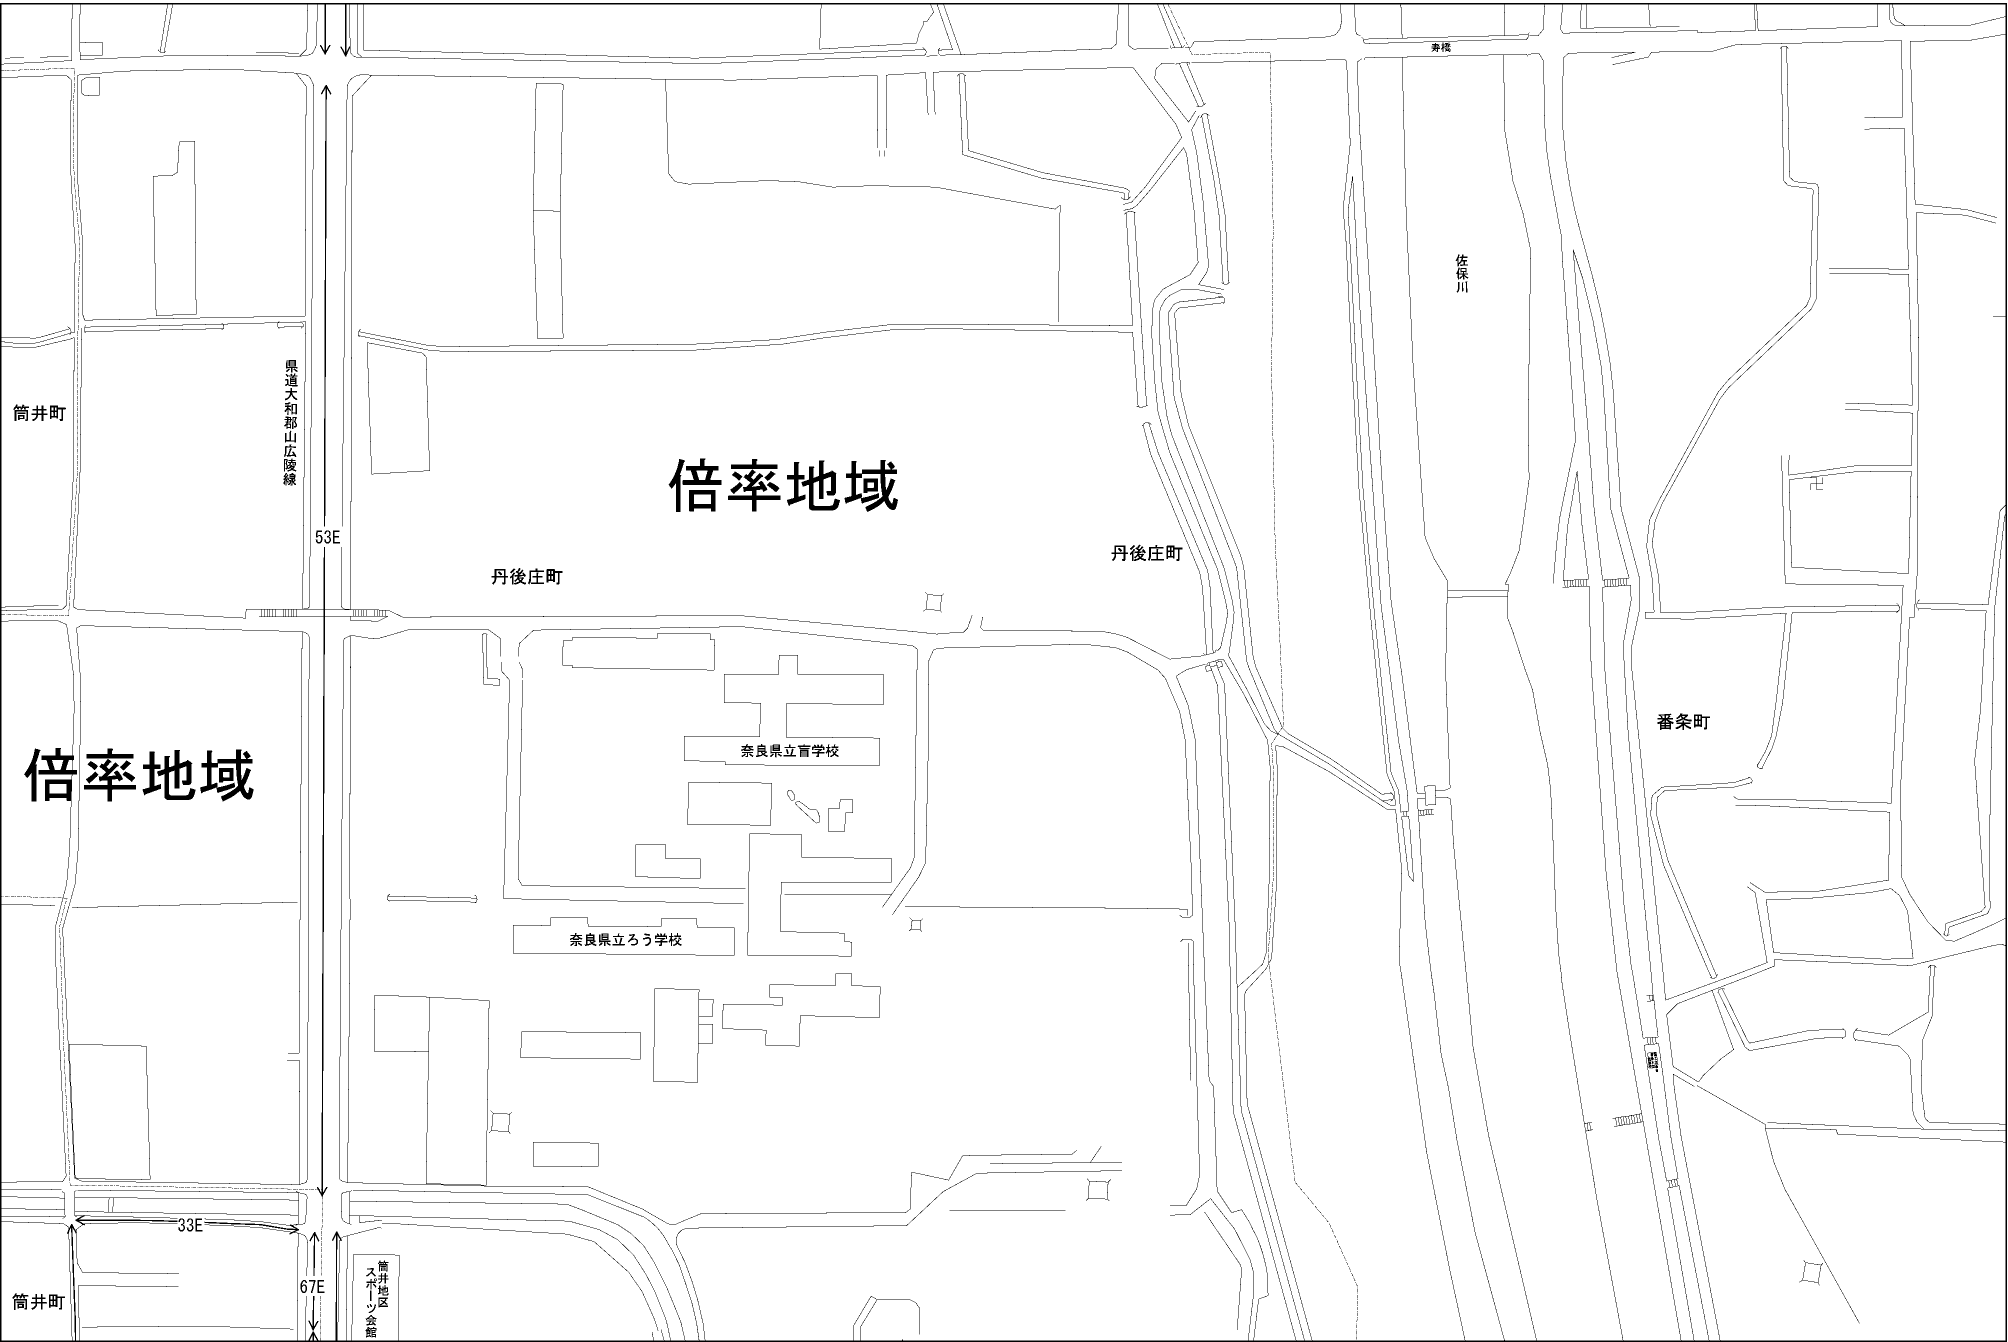 寿橋
佐保川
県道大和郡山広陵線
筒井町
倍率地域
53E
丹後庄町
丹後庄町
番条町
奈良県立盲学校
倍率地域
奈良県立ろう学校
33E
67E
筒井町
筒井地区
スポーツ会館